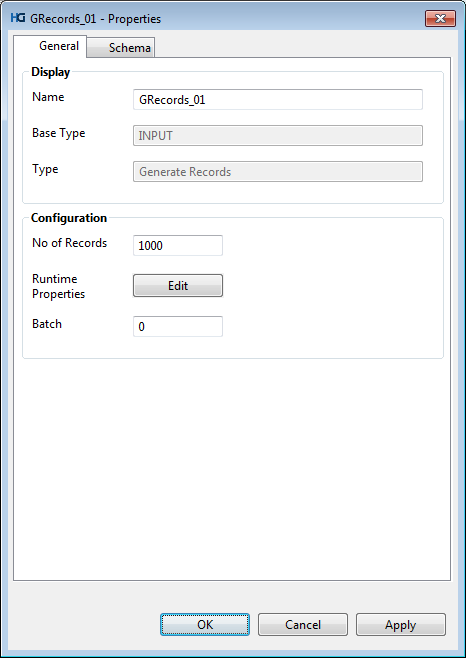 HG GRecords_01 - Properties
General Schema
Display
Name GRecords_01
Base Type INPUT
Type Generate Records
Configuration
No of Records 1000
Runtime
Properties Edit
Batch 0
OK Cancel Apply